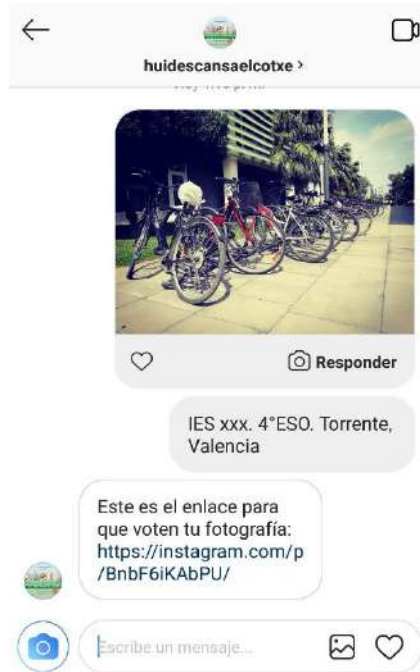 huidescansaelcotxe >
Responder
IES xxx. 4°ESO. Torrente,
Valencia
Este es el enlace para
que voten tu fotografía:
https://instagram.com/p
/BnbF6iKAbPU/
Escribe un mensaje...